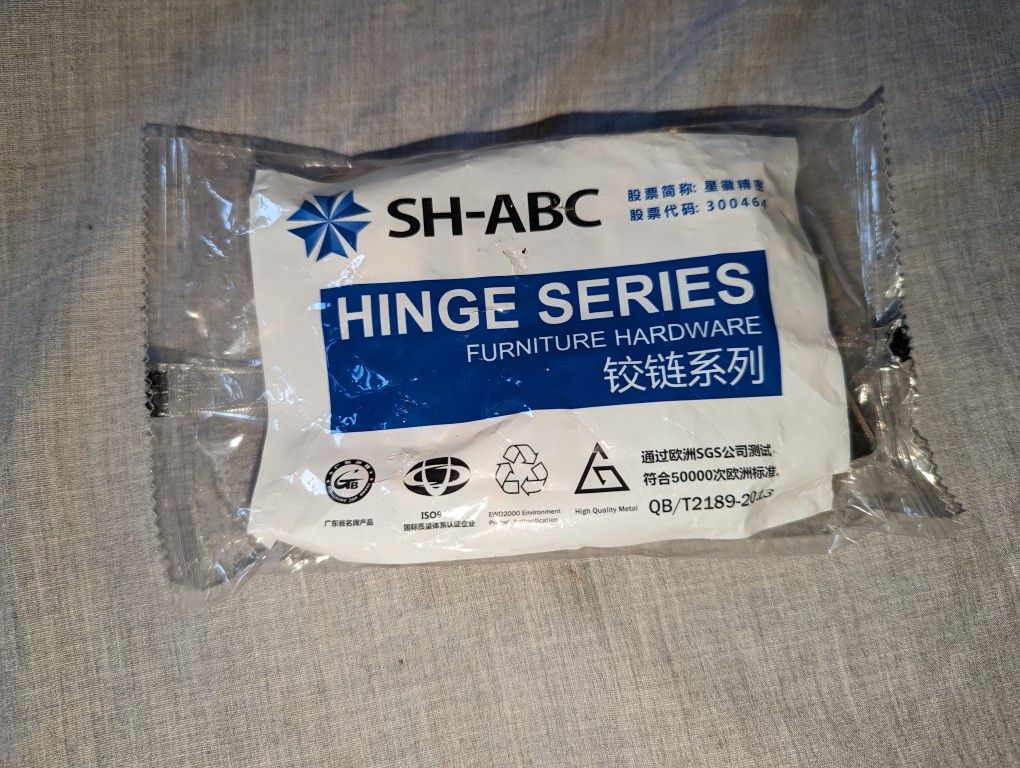 SH-ABC
股票简称: 星徽精密
股票代码: 300464
HINGE SERIES
FURNITURE HARDWARE
铰链系列
GTB
广东省名牌产品
国际质量体系认证企业
Environment
High Quality Metal
通过欧洲SGS公司测试
符合50000次欧洲标准。
QB/T2189-2013